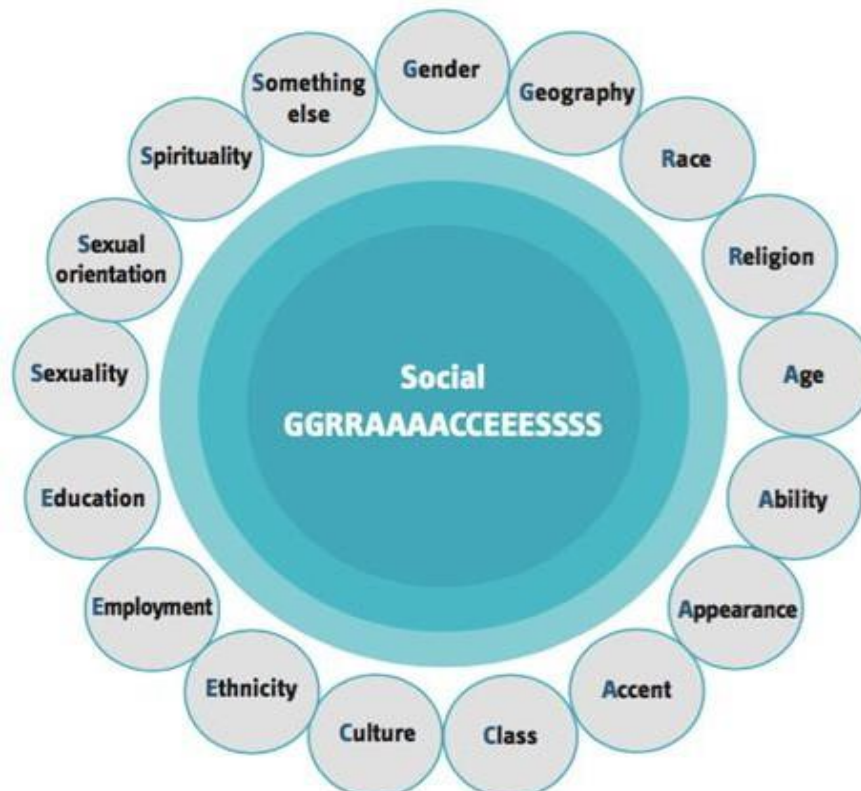 Social
GGRRAAAACCEEESSSS
Gender
Geography
Race
Religion
Age
Ability
Appearance
Accent
Class
Culture
Ethnicity
Employment
Education
Sexuality
Sexual
orientation
Spirituality
Something
else